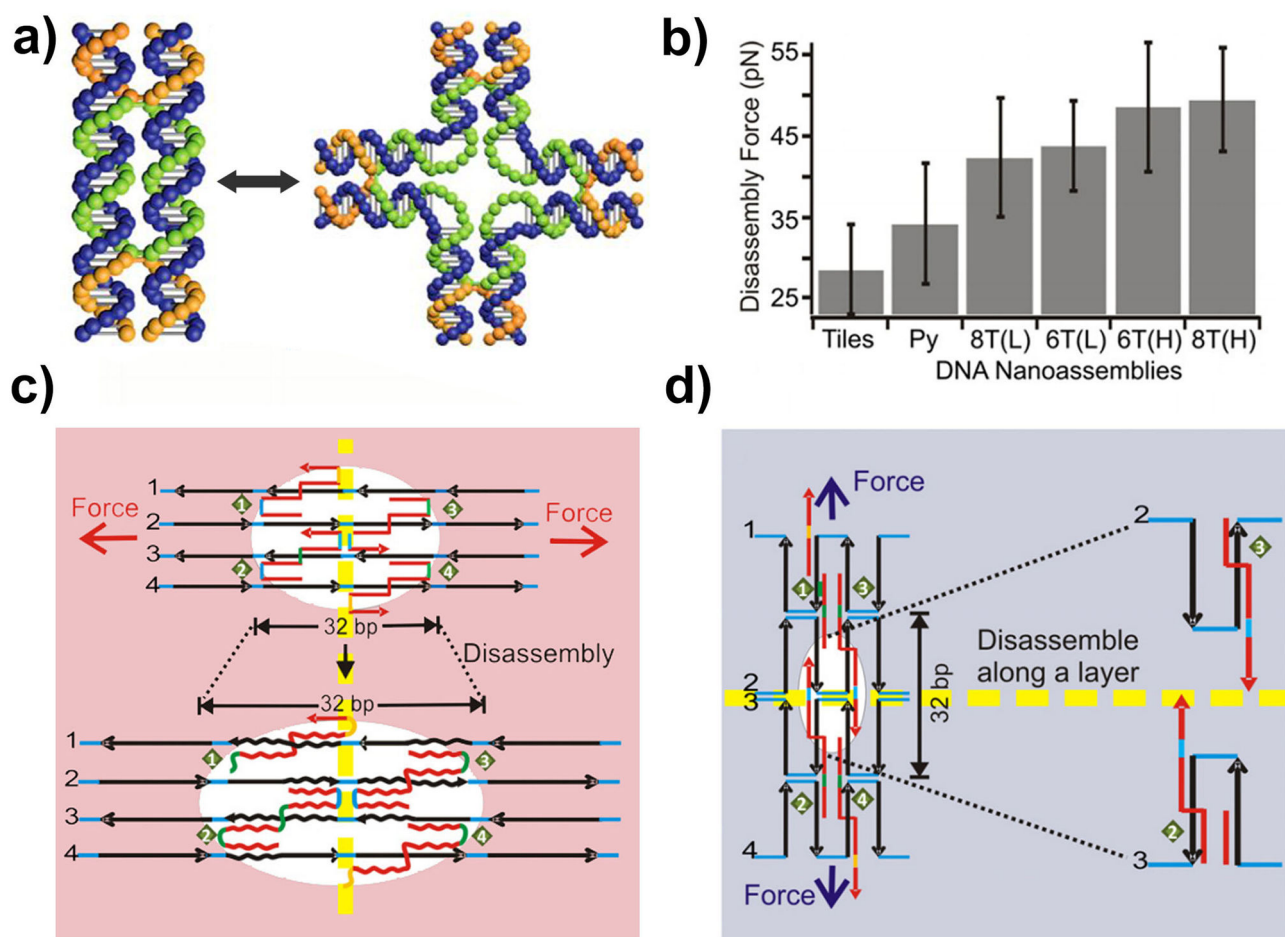 a)
b)
Disassembly Force (pN)
55
45
35
25
Tiles Py 8T(L) 6T(L) 6T(H) 8T(H)
DNA Nanoassemblies
c)
Force
Force
1
2
3
4
1
2
3
4
32 bp
Disassembly
32 bp
1
2
3
4
1
2
3
4
d)
Force
1
2
3
4
1
2
3
4
32 bp
Force
Disassemble
along a layer
2
3
3
2